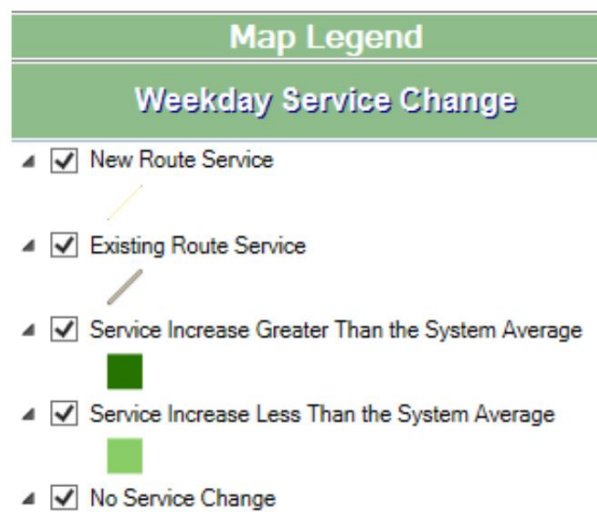 Map Legend
Weekday Service Change
New Route Service
Existing Route Service
Service Increase Greater Than the System Average
Service Increase Less Than the System Average
No Service Change